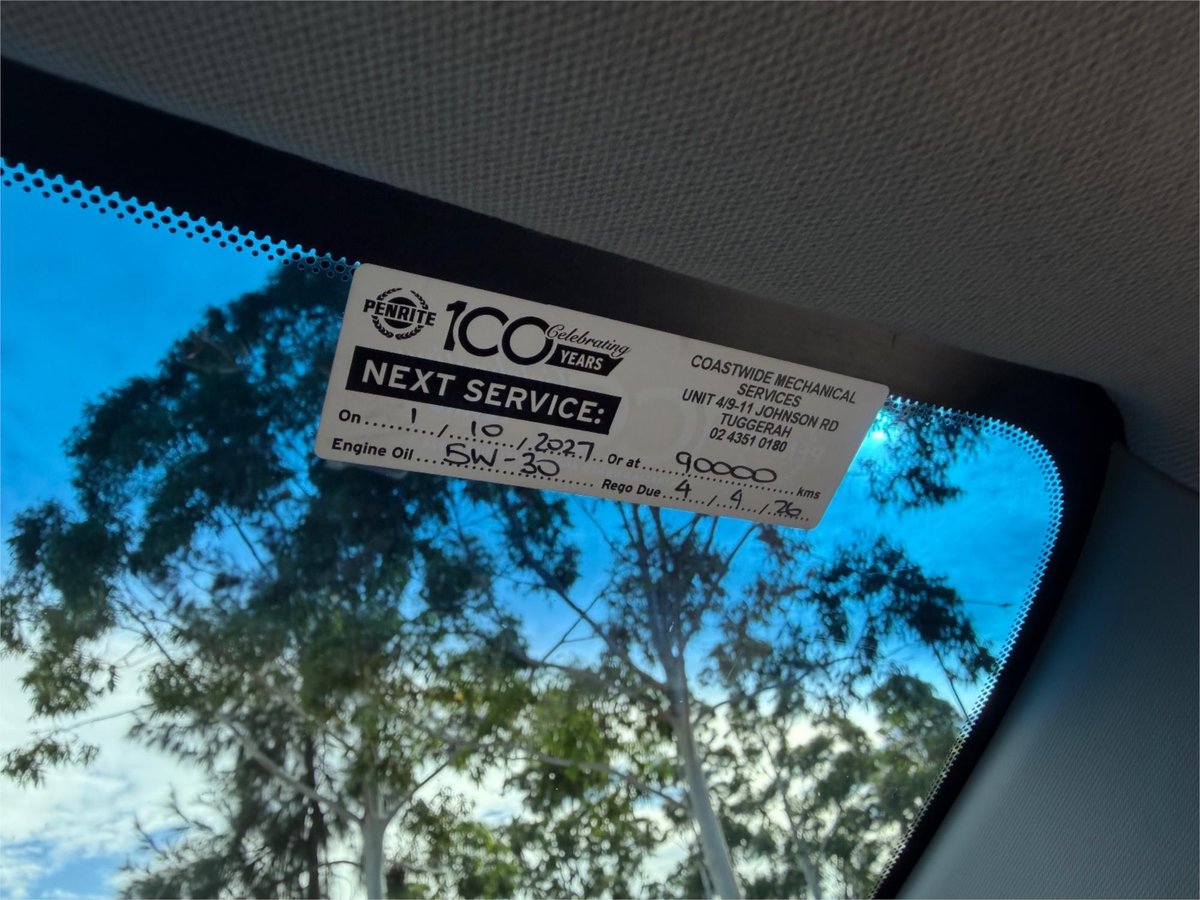 PENRITE
100 Celebrating YEARS
NEXT SERVICE:
On 1 / 10 / 2027 Or at 90000 kms
Engine Oil 5W-30 Rego Due 4 / 4 / 26
COASTWIDE MECHANICAL
SERVICES
UNIT 4/9-11 JOHNSON RD
TUGGERAH
02 4351 0180